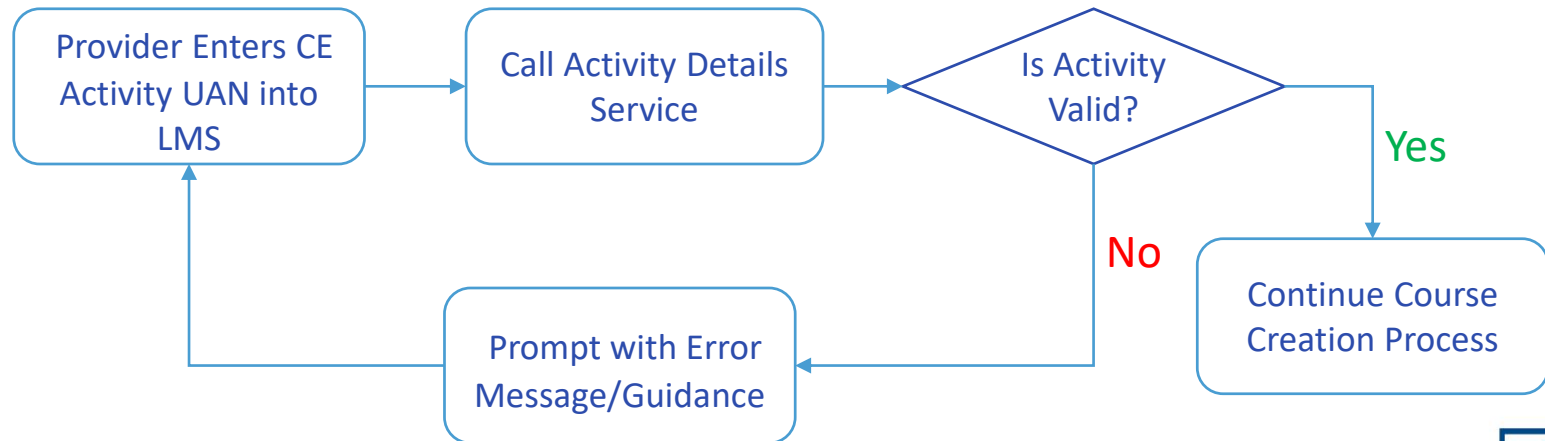 Provider Enters CE
Activity UAN into
LMS
Call Activity Details
Service
Is Activity
Valid?
Yes
No
Continue Course
Creation Process
Prompt with Error
Message/Guidance